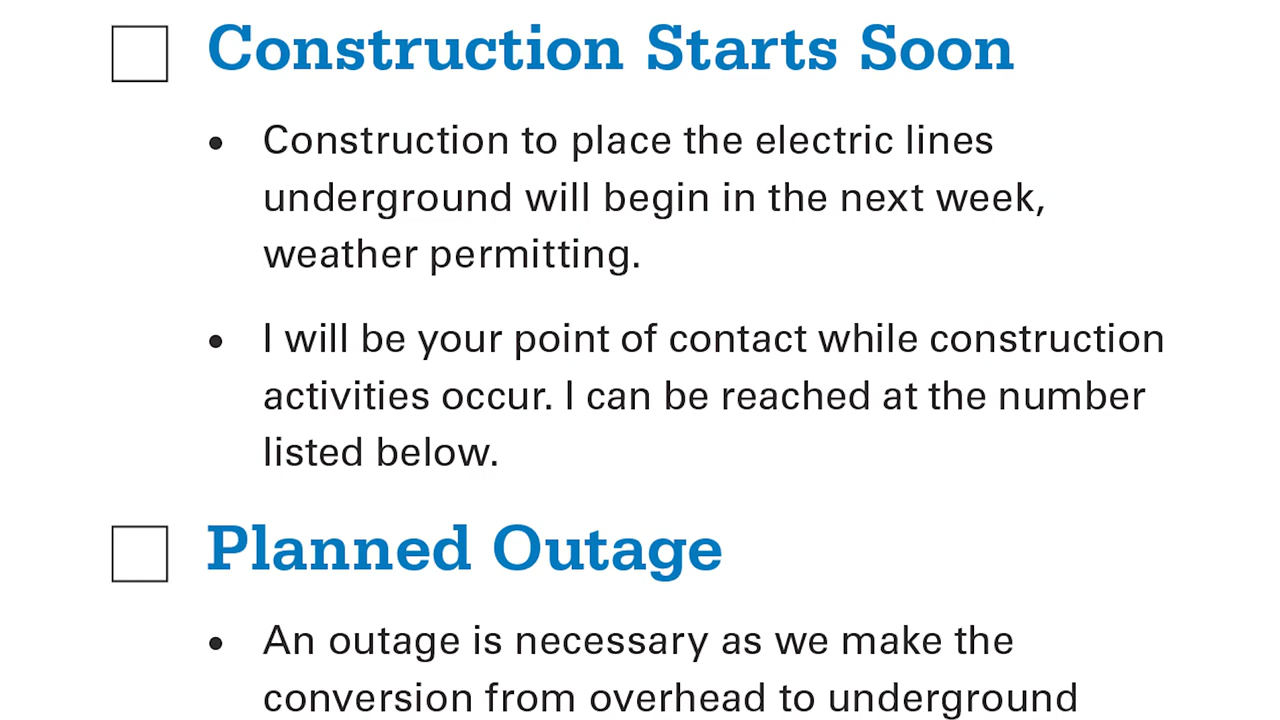 Construction Starts Soon
• Construction to place the electric lines
underground will begin in the next week,
weather permitting.
• I will be your point of contact while construction
activities occur. I can be reached at the number
listed below.
Planned Outage
• An outage is necessary as we make the
conversion from overhead to underground